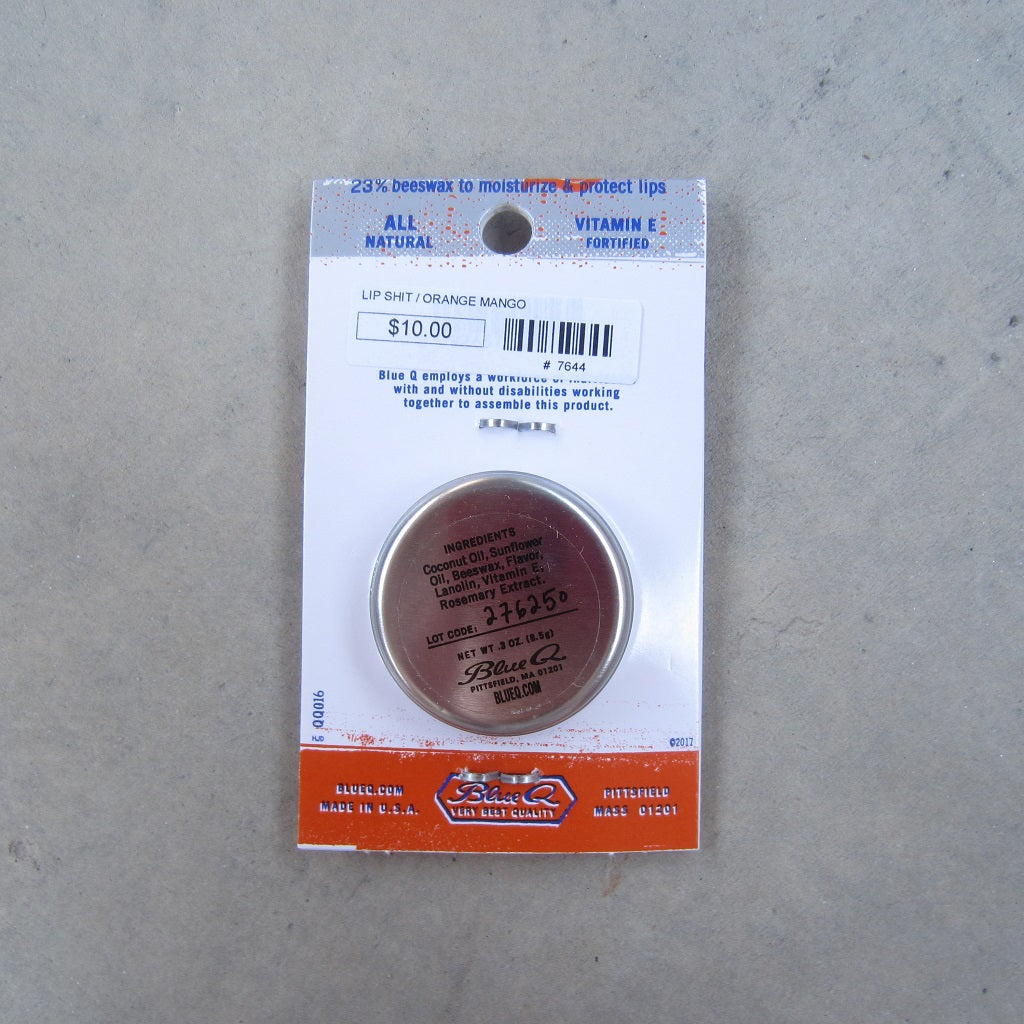 23% beeswax to moisturize & protect lips
ALL
NATURAL
VITAMIN E
FORTIFIED
LIP SHIT / ORANGE MANGO
$10.00
# 7644
Blue Q employs a workforce of
with and without disabilities working
together to assemble this product.
INGREDIENTS
Coconut Oil, Sunflower
Oil, Beeswax, Flavor,
Lanolin, Vitamin E,
Rosemary Extract.
LOT CODE: 276250
NET WT .3 OZ. (8.5g)
Blue Q
PITTSFIELD, MA 01201
BLUEQ.COM
QQ016
©2017
BLUEQ.COM
MADE IN U.S.A.
Blue Q
VERY BEST QUALITY
PITTSFIELD
MASS 01201